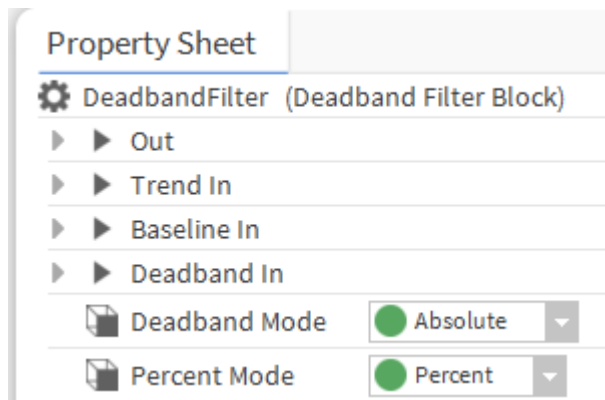 Property Sheet
DeadbandFilter (Deadband Filter Block)
Out
Trend In
Baseline In
Deadband In
Deadband Mode Absolute
Percent Mode Percent